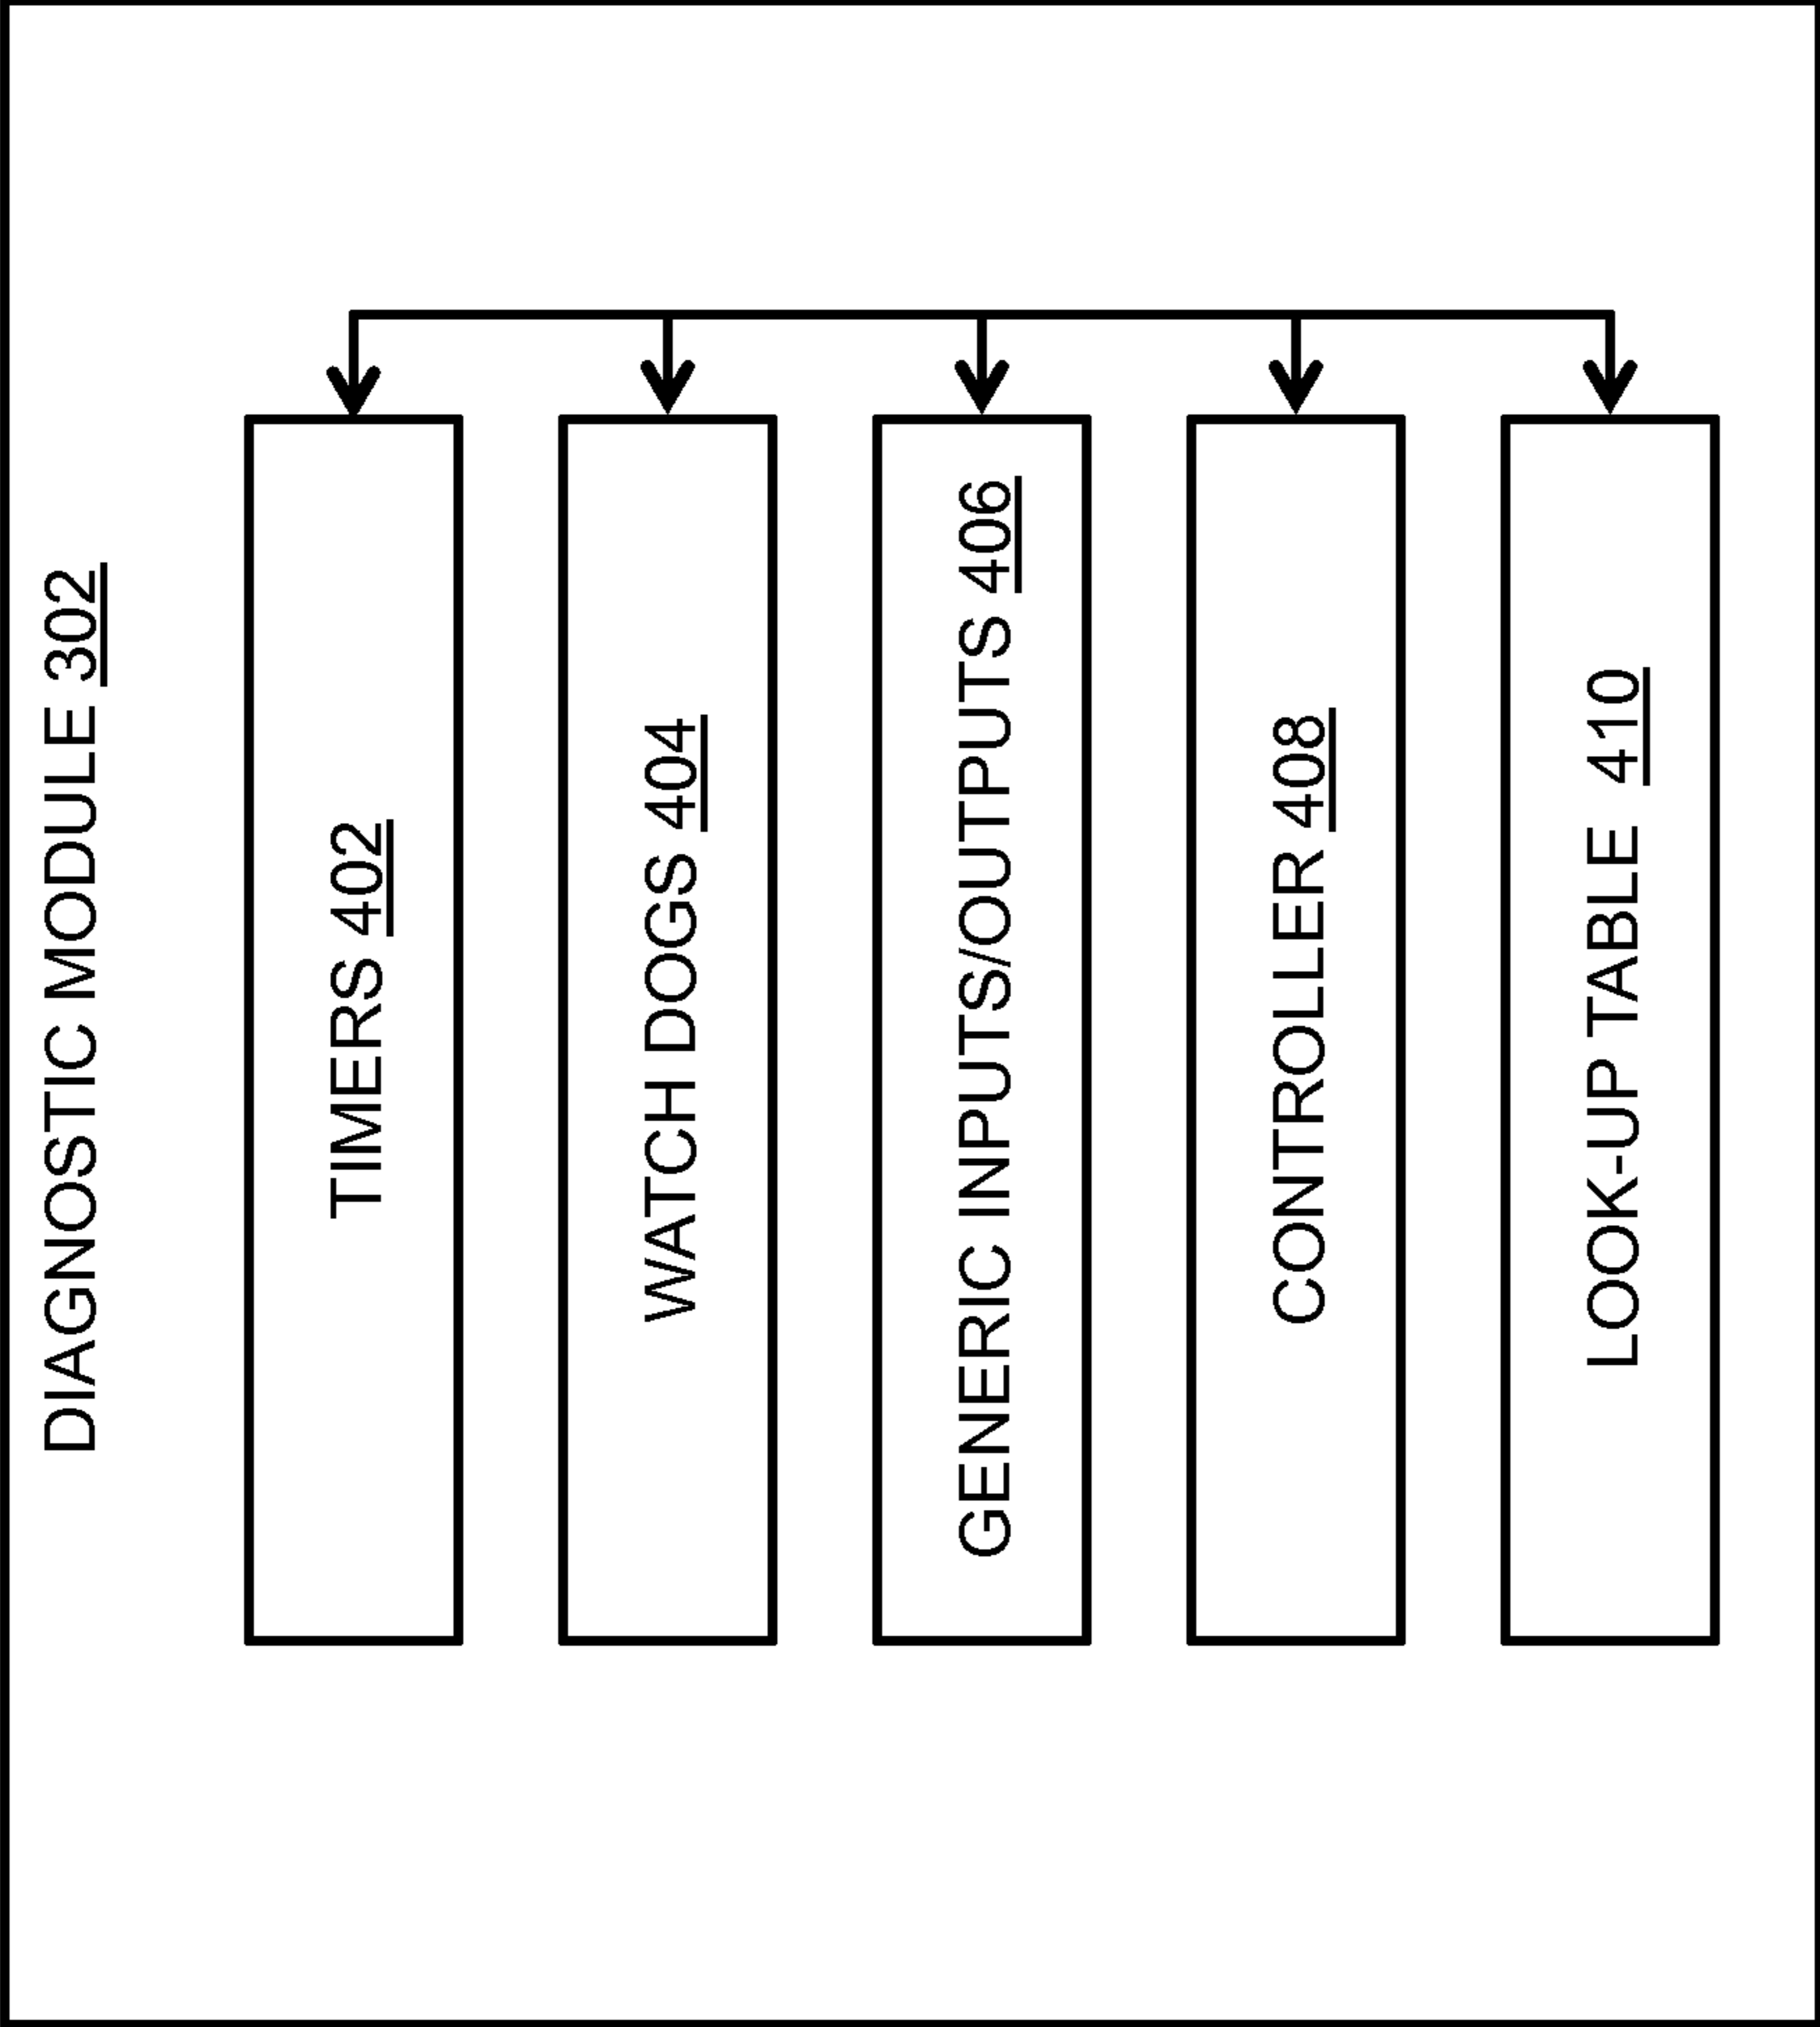 DIAGNOSTIC MODULE 302
TIMERS 402
WATCH DOGS 404
GENERIC INPUTS/OUTPUTS 406
CONTROLLER 408
LOOK-UP TABLE 410